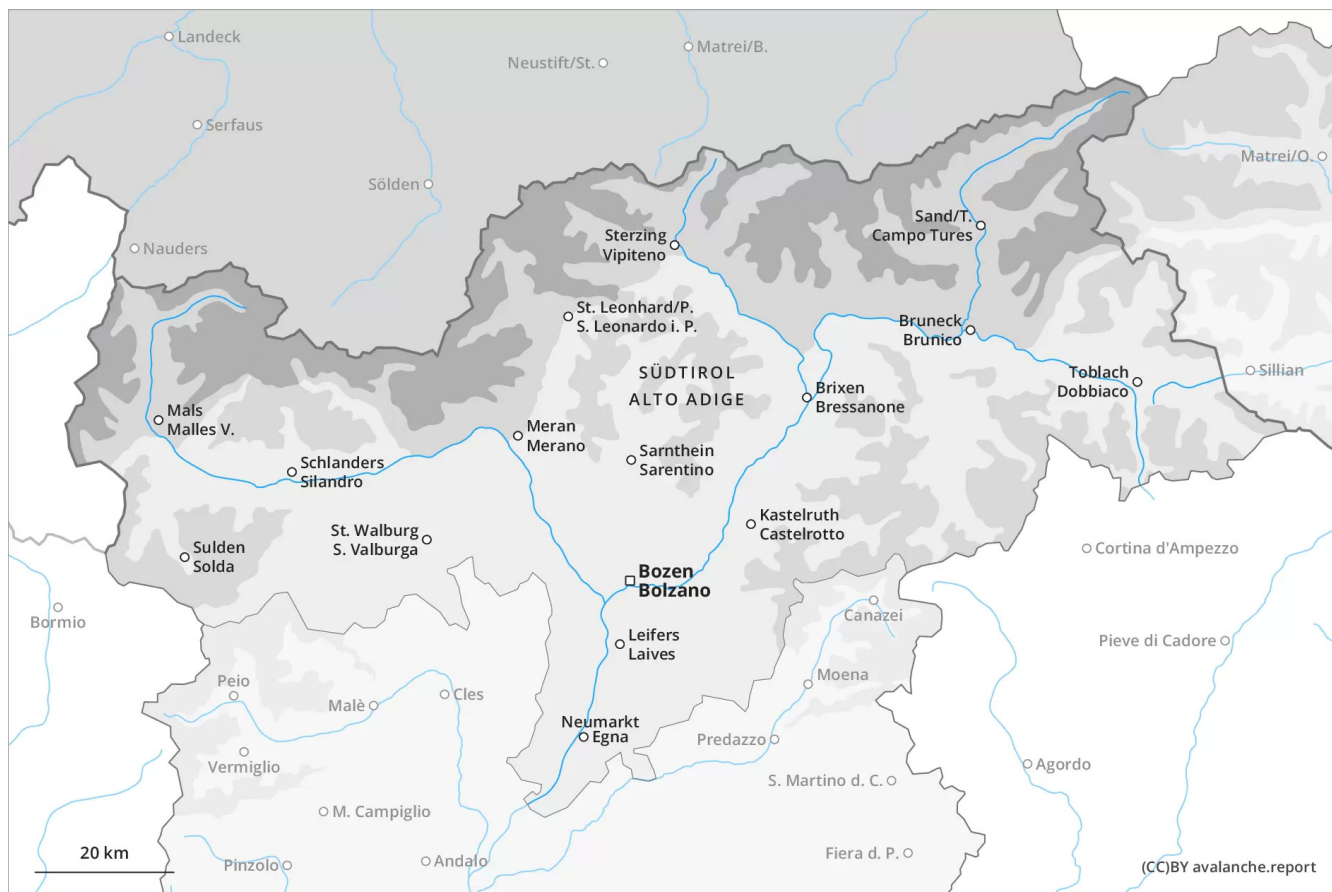 Landeck
Matrei/B.
Neustift/St.
Serfaus
Matrei/O.
Sölden
Sand/T.
Campo Tures
Sterzing
Vipiteno
Nauders
St. Leonhard/P.
S. Leonardo i. P.
Bruneck
Brunico
SÜDTIROL
ALTO ADIGE
Toblach
Dobbiaco
Sillian
Brixen
Bressanone
Mals
Malles V.
Meran
Merano
Sarnthein
Sarentino
Schlanders
Silandro
Kastelruth
Castelrotto
St. Walburg
S. Valburga
Sulden
Solda
Cortina d'Ampezzo
Bozen
Bolzano
Bormio
Canazei
Leifers
Laives
Pieve di Cadore
Peio
Moena
Cles
Malè
Neumarkt
Egna
Predazzo
Vermiglio
Agordo
S. Martino d. C.
M. Campiglio
20 km
Fiera d. P.
Andalo
Pinzolo
(CC)BY avalanche.report